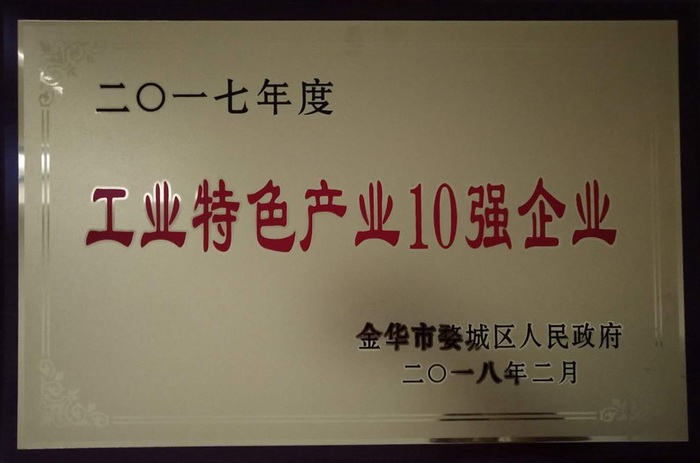 二〇一七年度
工业特色产业10强企业
金华市婺城区人民政府
二〇一八年二月